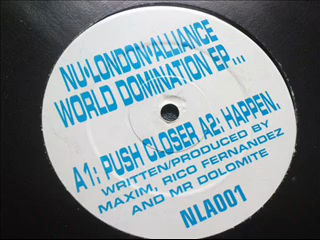 NU·LONDON·ALLIANCE
WORLD DOMINATION EP...
A1; PUSH CLOSER A2; HAPPEN.
WRITTEN/PRODUCED BY
MAXIM, RICO FERNANDEZ
AND MR DOLOMITE
NLA001